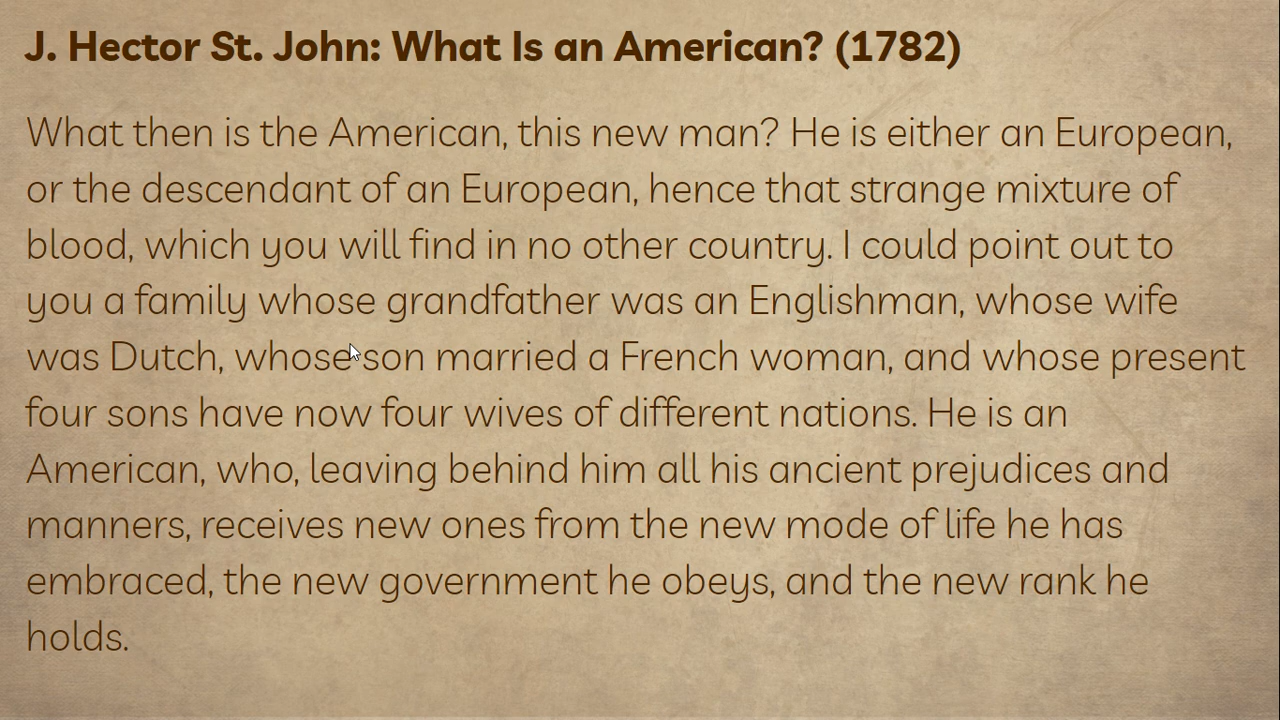 J. Hector St. John: What Is an American? (1782)
What then is the American, this new man? He is either an European,
or the descendant of an European, hence that strange mixture of
blood, which you will find in no other country. I could point out to
you a family whose grandfather was an Englishman, whose wife
was Dutch, whose son married a French woman, and whose present
four sons have now four wives of different nations. He is an
American, who, leaving behind him all his ancient prejudices and
manners, receives new ones from the new mode of life he has
embraced, the new government he obeys, and the new rank he
holds.